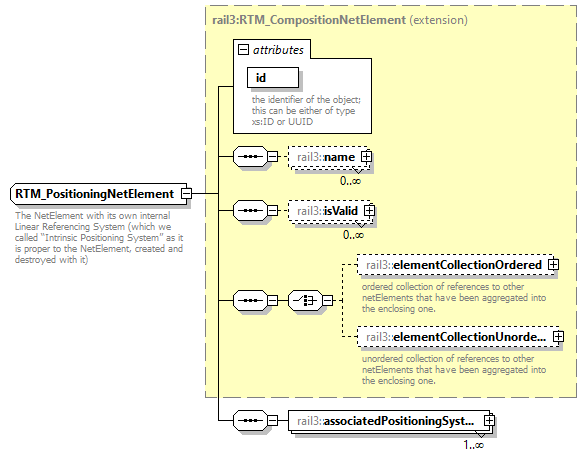 rail3:RTM_CompositionNetElement (extension)
attributes
id
the identifier of the object;
this can be either of type
xs:ID or UUID
rail3:name
0..∞
RTM_PositioningNetElement
The NetElement with its own internal
Linear Referencing System (which we
called "Intrinsic Positioning System" as it
is proper to the NetElement, created and
destroyed with it)
rail3:isValid
0..∞
rail3:elementCollectionOrdered
ordered collection of references to other
netElements that have been aggregated into
the enclosing one.
rail3:elementCollectionUnorde...
unordered collection of references to other
netElements that have been aggregated into
the enclosing one.
rail3:associatedPositioningSyst...
1..∞